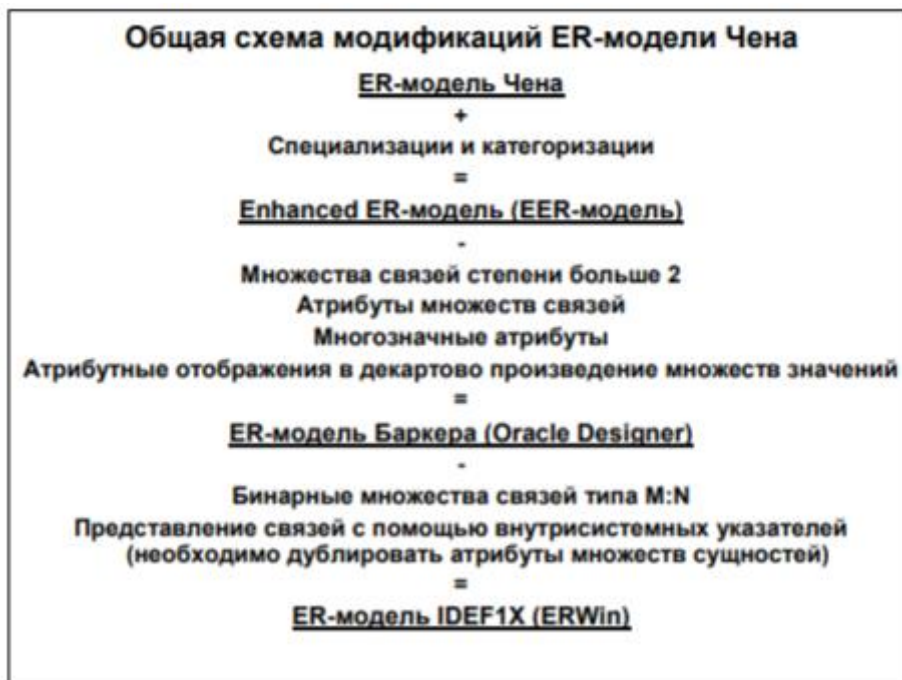 Общая схема модификаций ER-модели Чена
ER-модель Чена
+
Специализации и категоризации
=
Enhanced ER-модель (EER-модель)
-
Множества связей степени больше 2
Атрибуты множеств связей
Многозначные атрибуты
Атрибутные отображения в декартово произведение множеств значений
=
ER-модель Баркера (Oracle Designer)
-
Бинарные множества связей типа M:N
Представление связей с помощью внутрисистемных указателей
(необходимо дублировать атрибуты множеств сущностей)
=
ER-модель IDEF1X (ERWin)